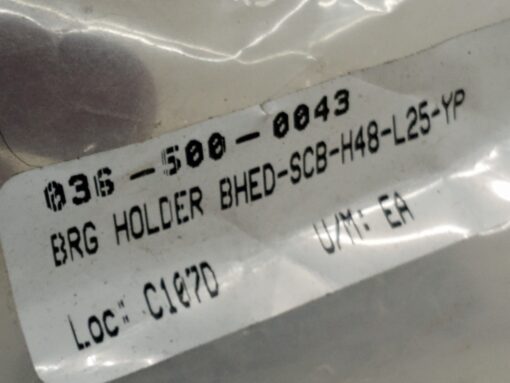 036-500-0043
BRG HOLDER BHED-SCB-H48-L25-YP
Loc: C107D U/M: EA